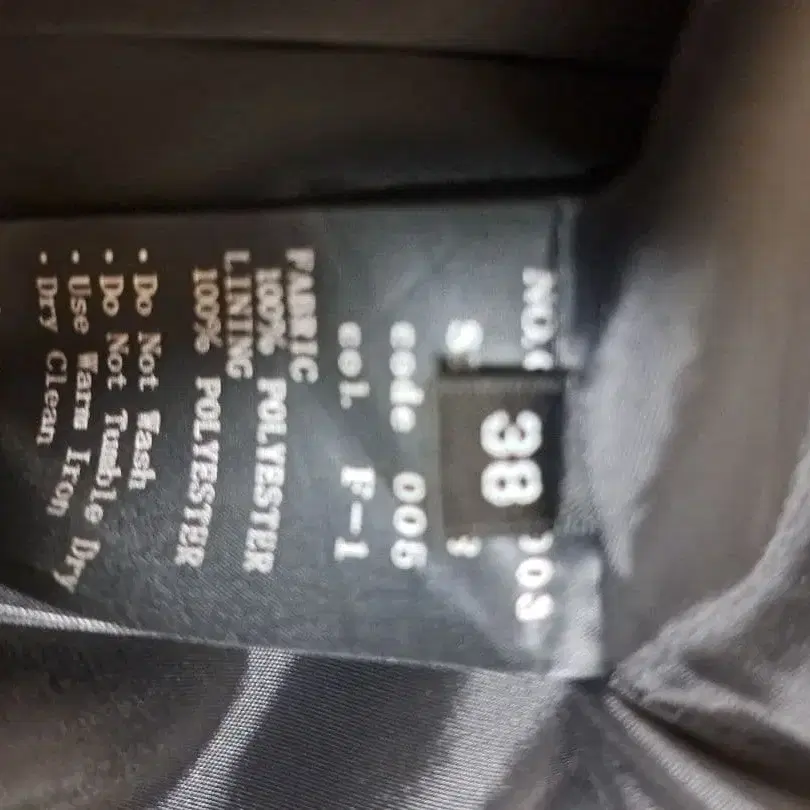 38
code 005
col. F-1
FABRIC
100% POLYESTER
LINING
100% POLYESTER
• Do Not Wash
• Do Not Tumble Dry
• Use Warm Iron
• Dry Clean